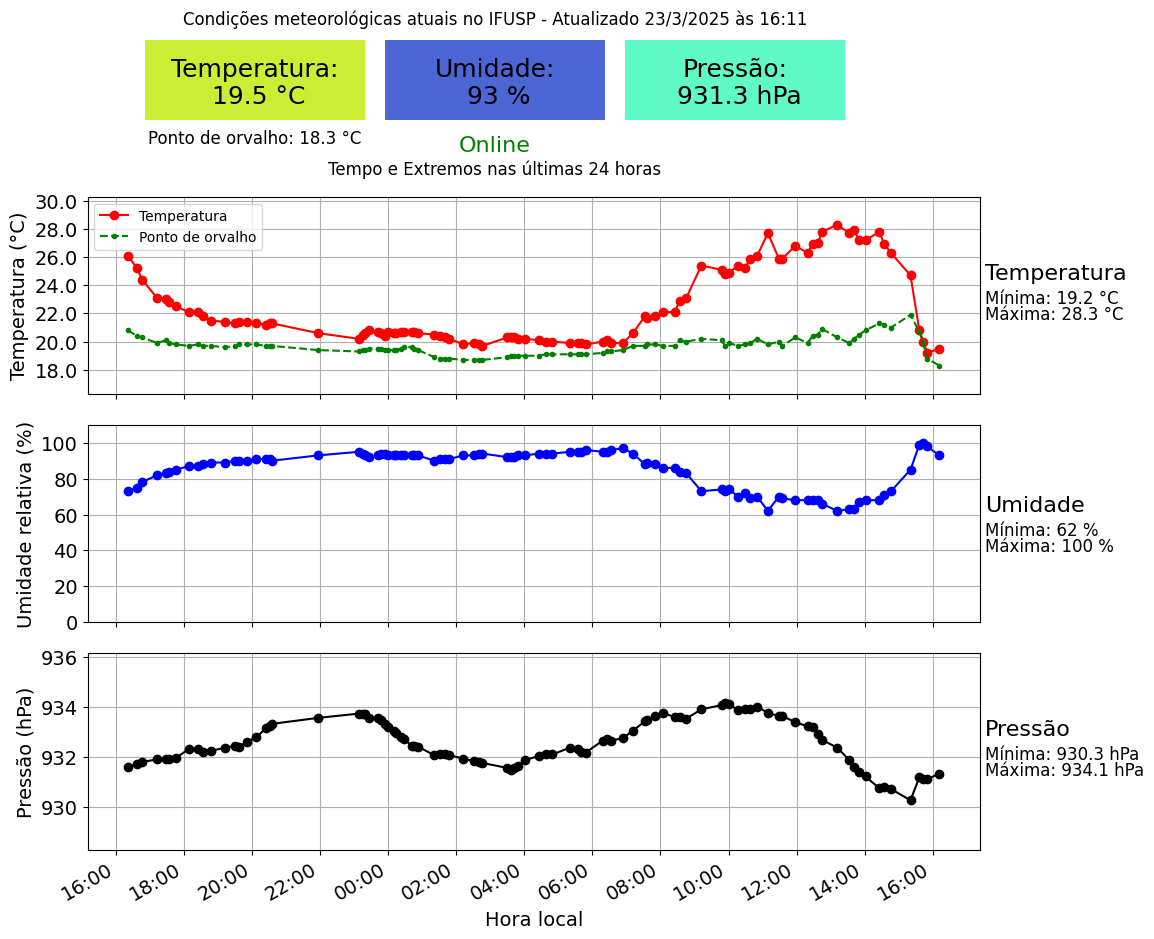 Condições meteorológicas atuais no IFUSP - Atualizado 23/3/2025 às 16:11
Temperatura:
19.5 °C
Umidade:
93 %
Pressão:
931.3 hPa
Ponto de orvalho: 18.3 °C
Online
Tempo e Extremos nas últimas 24 horas
Temperatura (°C)
30.0
28.0
26.0
24.0
22.0
20.0
18.0
Temperatura
Ponto de orvalho
Temperatura
Mínima: 19.2 °C
Máxima: 28.3 °C
Umidade relativa (%)
100
80
60
40
20
0
Umidade
Mínima: 62 %
Máxima: 100 %
Pressão (hPa)
936
934
932
930
Pressão
Mínima: 930.3 hPa
Máxima: 934.1 hPa
16:00
18:00
20:00
22:00
00:00
02:00
04:00
06:00
08:00
10:00
12:00
14:00
16:00
Hora local